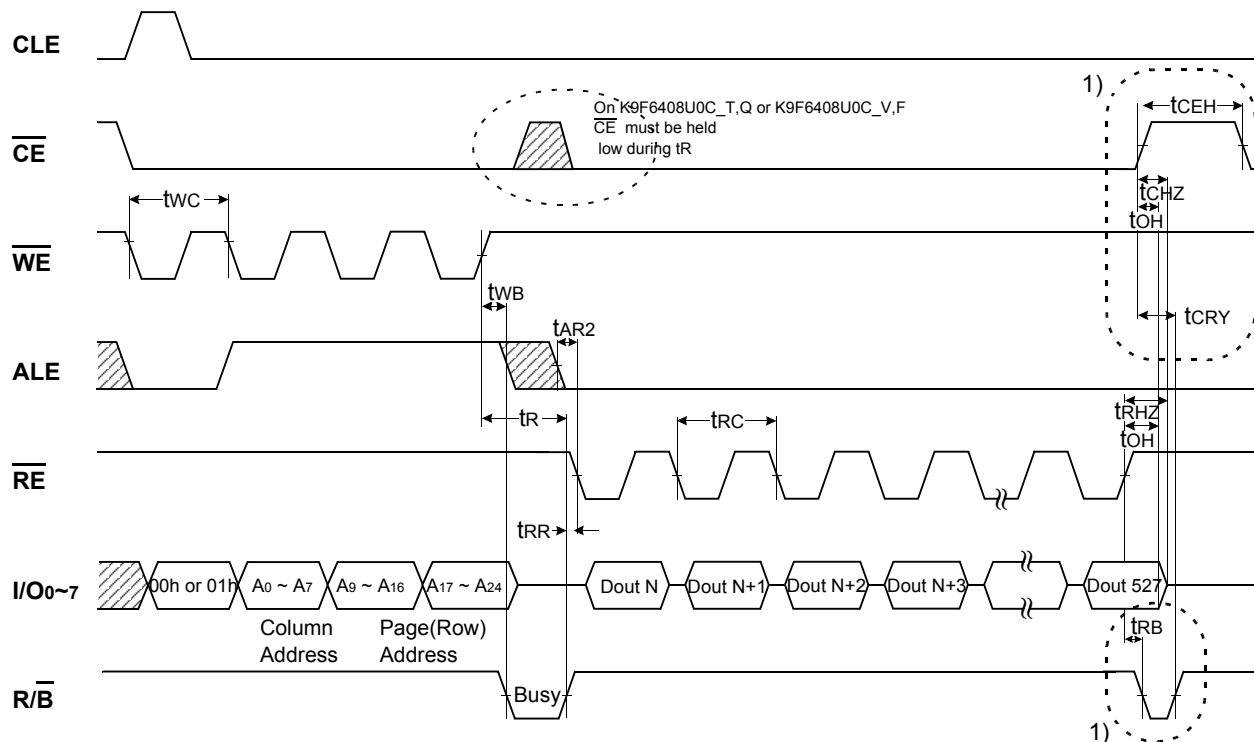 CLE
1)
On K9F6408U0C_T,Q or K9F6408U0C_V,F
CE must be held
low during tR
tCEH
CE
tCHZ
tOH
tWC
WE
tWB
tCRY
tAR2
ALE
tR
tRC
tRHZ
tOH
RE
tRR
I/O0~7
00h or 01h
A0 ~ A7
A9 ~ A16
A17 ~ A24
Dout N
Dout N+1
Dout N+2
Dout N+3
Dout 527
Column
Address
Page(Row)
Address
tRB
R/B
Busy
1)